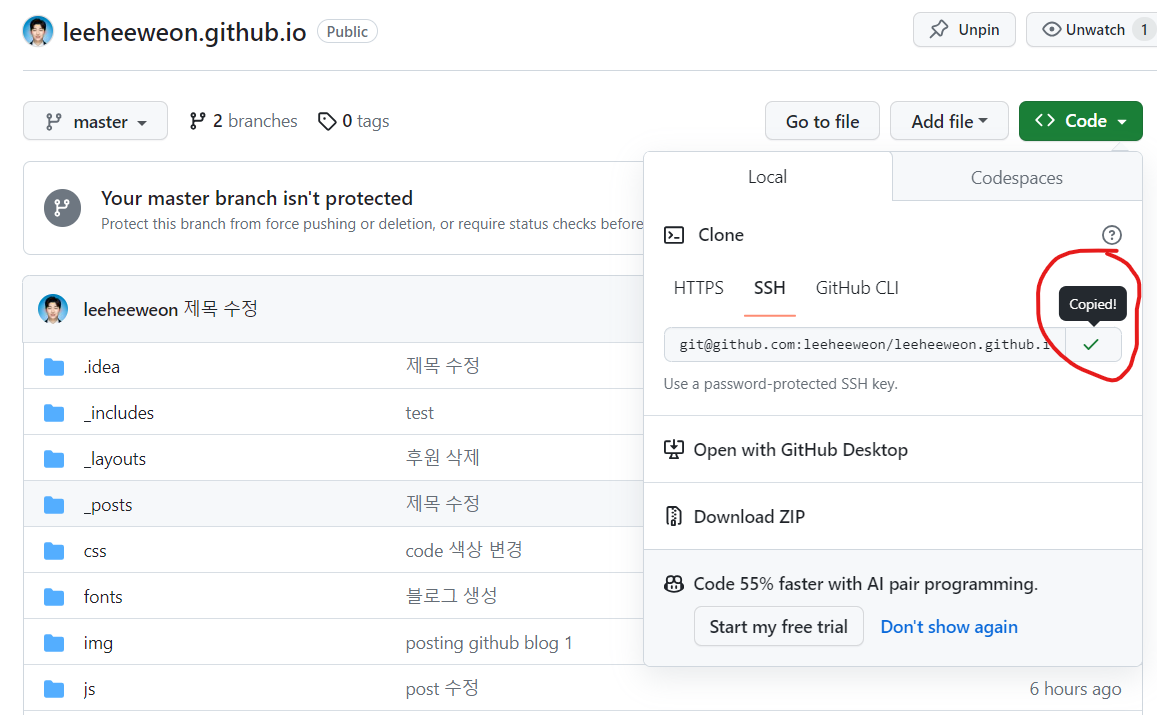 leeheeweon.github.io Public Unpin Unwatch 1
master 2 branches 0 tags Go to file Add file Code
Local Codespaces
Your master branch isn't protected
Protect this branch from force pushing or deletion, or require status checks before
Clone
HTTPS SSH GitHub CLI
Copied!
git@github.com:leeheeweon/leeheeweon.github.i
Use a password-protected SSH key.
Open with GitHub Desktop
Download ZIP
Code 55% faster with AI pair programming.
Start my free trial Don't show again
leeheeweon 제목 수정
.idea 제목 수정
_includes test
_layouts 후원 삭제
_posts 제목 수정
css code 색상 변경
fonts 블로그 생성
img posting github blog 1
js post 수정 6 hours ago